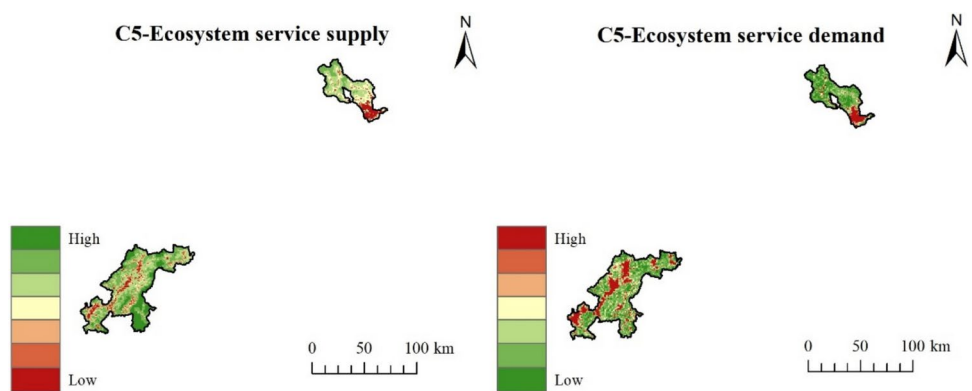 C5-Ecosystem service supply
N
High
Low
0 50 100 km
C5-Ecosystem service demand
N
High
Low
0 50 100 km